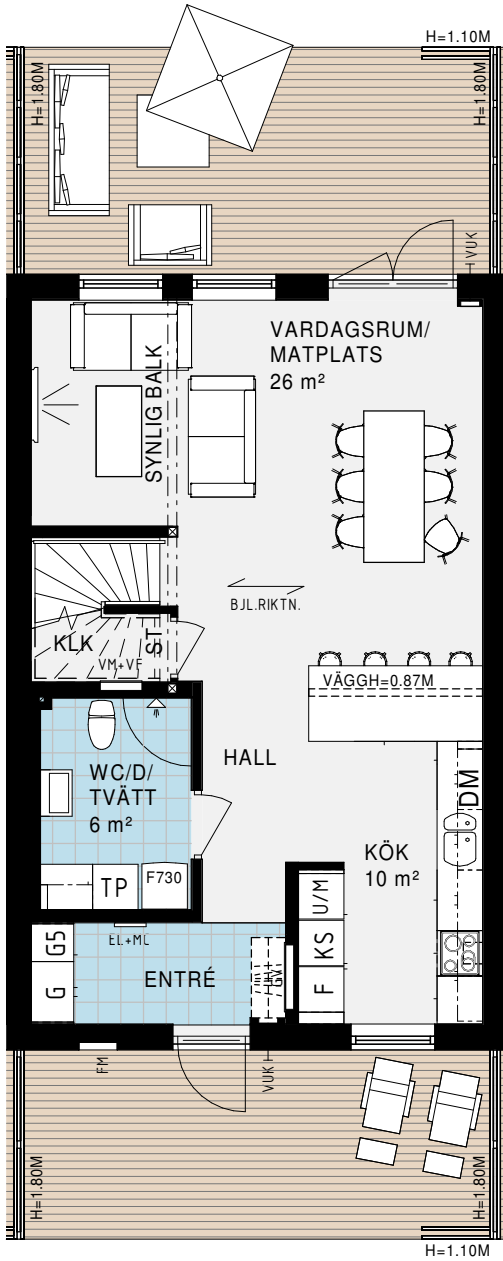 H=1.10M
H=1.80M
H=1.80M
VUK
VARDAGSRUM/
MATPLATS
26 m²
SYNLIG BALK
BJL.RIKTN.
KLK
ST
VM+VF
VÄGGH=0.87M
HALL
WC/D/
TVÄTT
6 m²
DM
KÖK
10 m²
TP
F730
U/M
KS
F
G5
G
EL.+ML
ENTRÉ
FM
VUK
H=1.80M
H=1.80M
H=1.10M